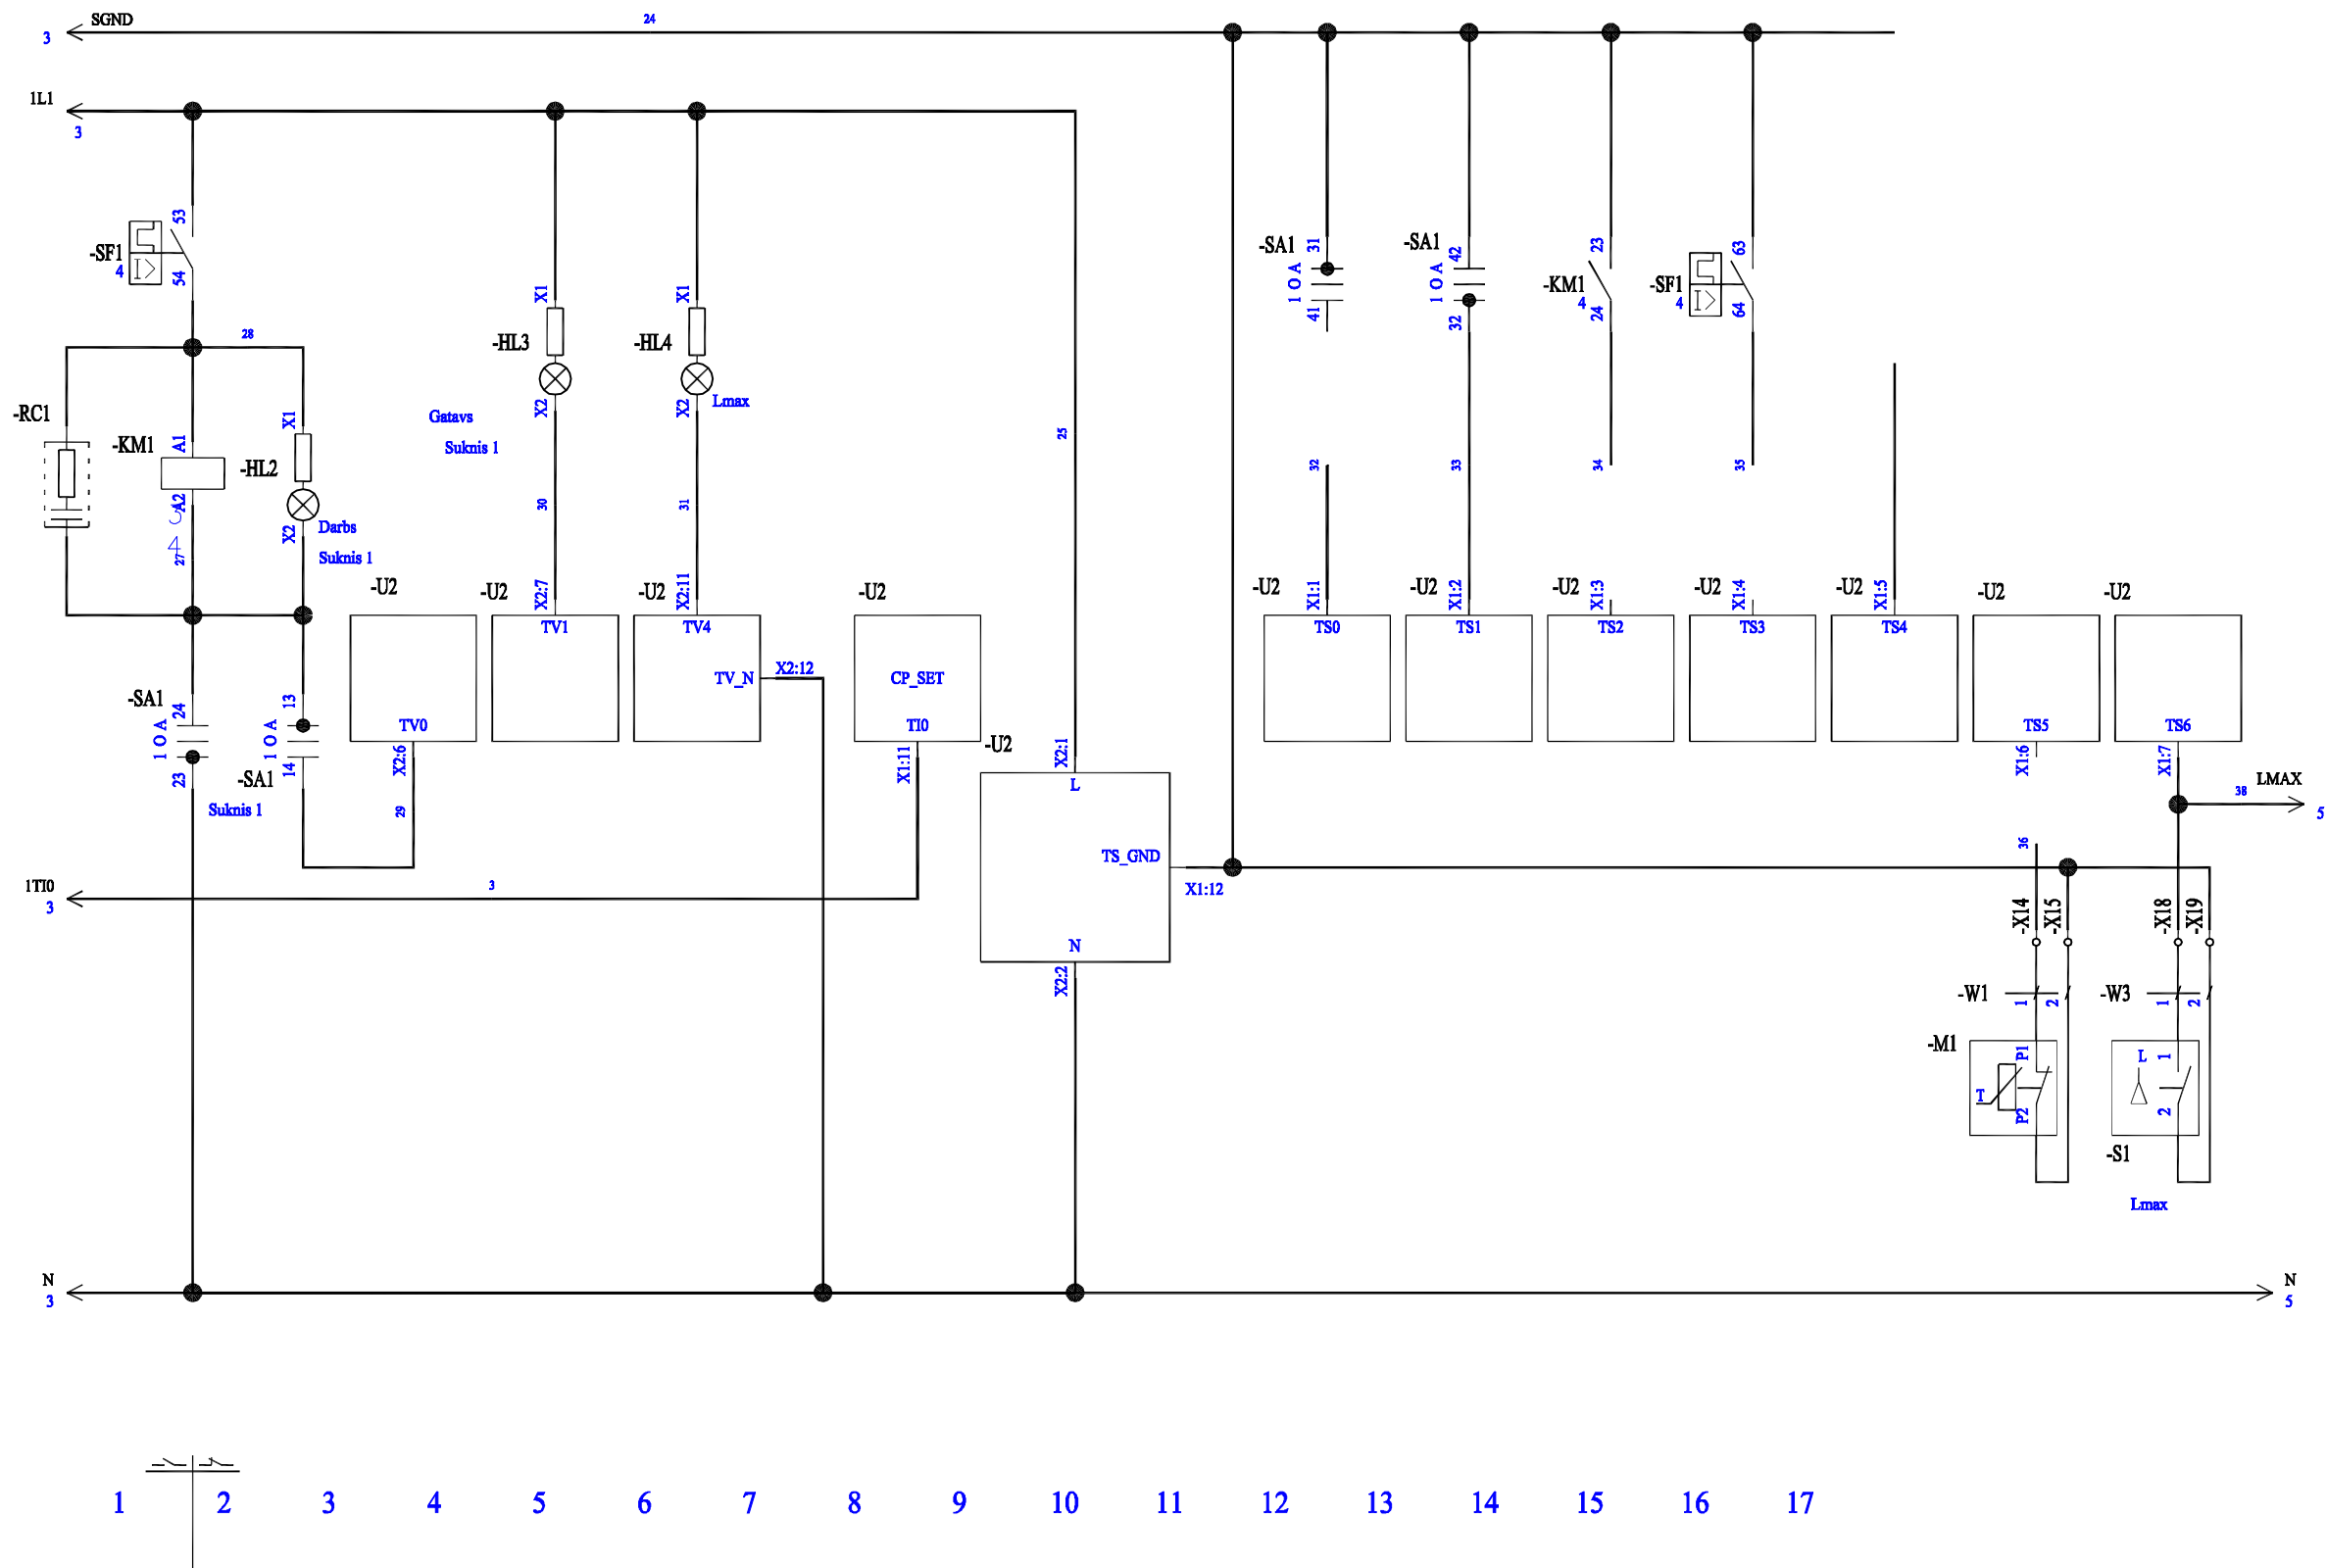 SGND
24
3
1L1
3
53
-SF1
4
54
28
-RC1
A1
-KM1
A2
27
X1
-HL2
X2
Darbs
Suknis 1
X1
-HL3
X2
Gatavs
Suknis 1
30
X1
-HL4
X2
Lmax
31
25
31
-SA1
1 O A
41
32
42
-SA1
1 O A
32
33
23
-KM1
4
24
34
63
-SF1
4
64
35
-U2
TV0
X2:6
29
-U2
X2:7
TV1
-U2
X2:11
TV4
TV_N
X2:12
-U2
CP_SET
TI0
X1:11
-U2
X2:1
L
TS_GND
X1:12
N
X2:2
-U2
X1:1
TS0
-U2
X1:2
TS1
-U2
X1:3
TS2
-U2
X1:4
TS3
-U2
X1:5
TS4
-U2
TS5
X1:6
-U2
TS6
X1:7
LMAX
38
5
-SA1
24
1 O A
23
Suknis 1
13
1 O A
14
-SA1
1TI0
3
3
36
-X14
-X15
-X18
-X19
-W1
1
2
-W3
1
2
-M1
P1
T
P2
L
1
2
-S1
Lmax
N
3
N
5
1 2 3 4 5 6 7 8 9 10 11 12 13 14 15 16 17